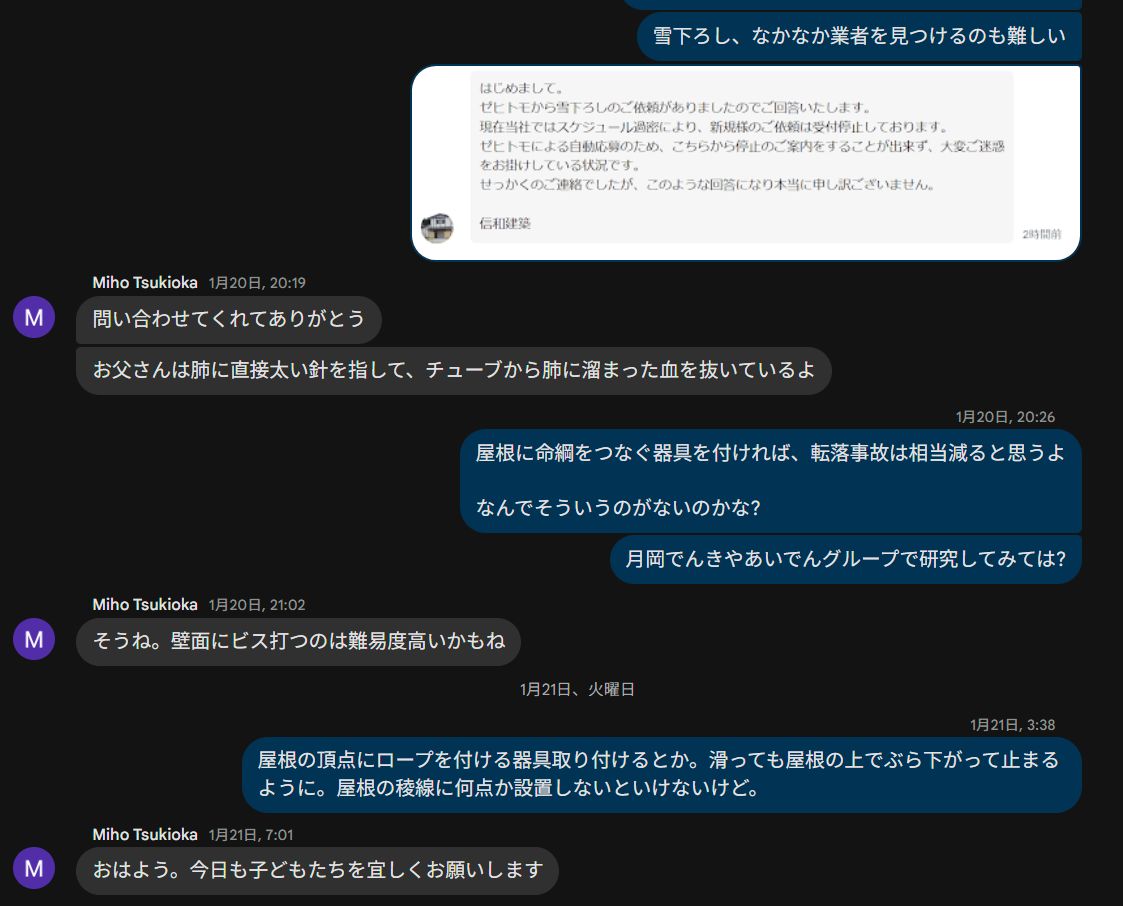 雪下ろし、なかなか業者を見つけるのも難しい
はじめまして。
ゼヒトモから雪下ろしのご依頼がありましたのでご回答いたします。
現在当社ではスケジュール過密により、新規様のご依頼は受付停止しております。
ゼヒトモによる自動応募のため、こちらから停止のご案内をすることが出来ず、大変ご迷惑
をお掛けしている状況です。
せっかくのご連絡でしたが、このような回答になり本当に申し訳ございません。
信和建築
2時間前
Miho Tsukioka 1月20日, 20:19
M
問い合わせてくれてありがとう
お父さんは肺に直接太い針を指して、チューブから肺に溜まった血を抜いているよ
1月20日, 20:26
屋根に命綱をつなぐ器具を付ければ、転落事故は相当減ると思うよ
なんでそういうのがないのかな?
月岡でんきやあいでんグループで研究してみては?
Miho Tsukioka 1月20日, 21:02
M
そうね。壁面にビス打つのは難易度高いかもね
1月21日、火曜日
1月21日, 3:38
屋根の頂点にロープを付ける器具取り付けるとか。滑っても屋根の上でぶら下がって止まる
ように。屋根の稜線に何点か設置しないといけないけど。
Miho Tsukioka 1月21日, 7:01
M
おはよう。今日も子どもたちを宜しくお願いします